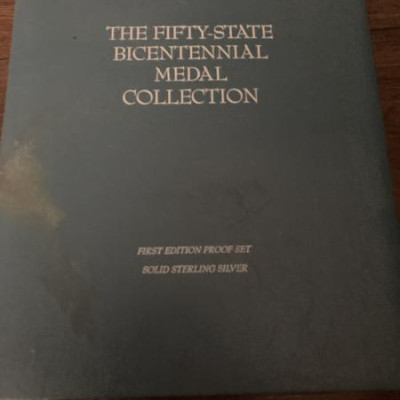 THE FIFTY-STATE
BICENTENNIAL
MEDAL
COLLECTION
FIRST EDITION PROOF SET
SOLID STERLING SILVER